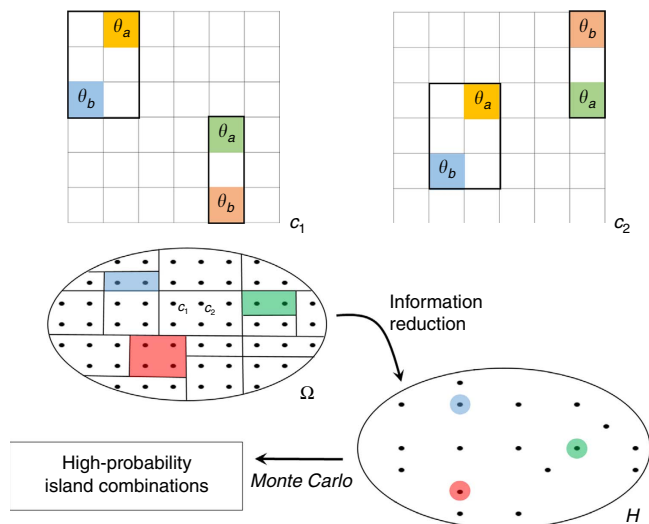 θa
θb
θa
θb
c1
θb
θa
θa
θb
c2
c1 c2
Ω
Information
reduction
High-probability
island combinations
Monte Carlo
H